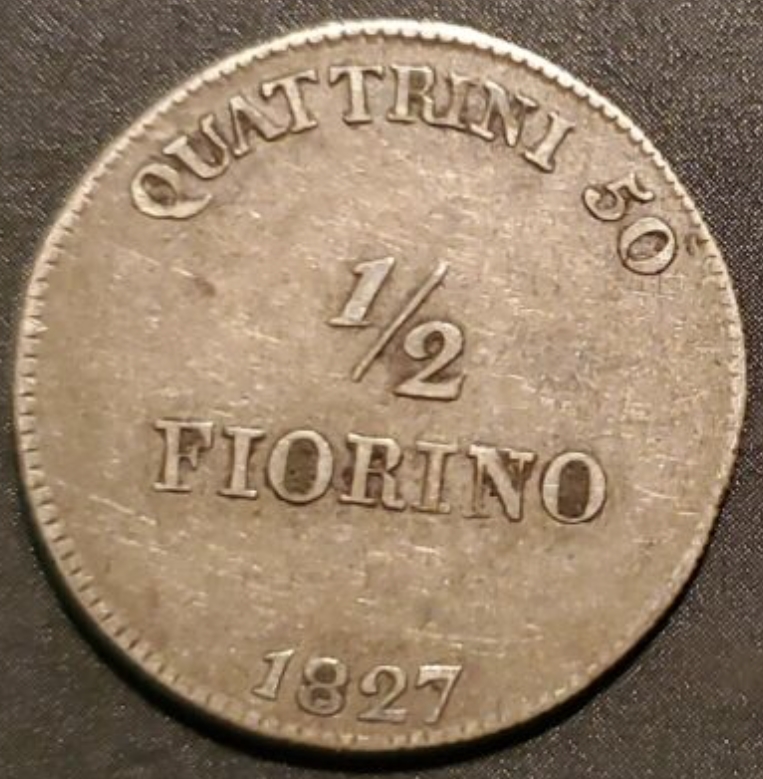 QUATTRINI 50
1/2
FIORINO
1827